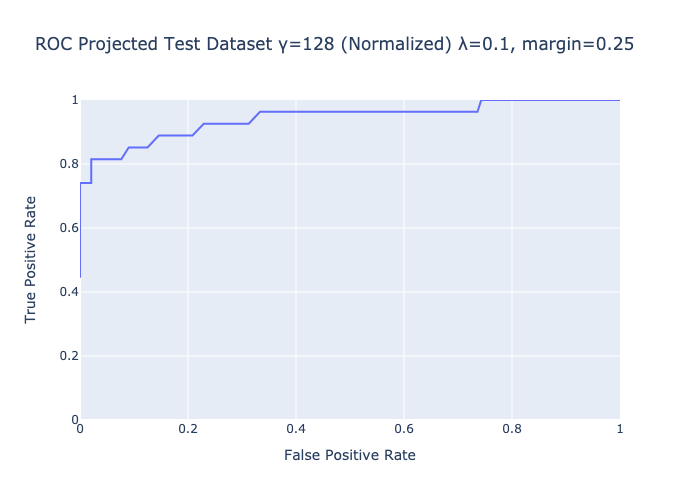 ROC Projected Test Dataset γ=128 (Normalized) λ=0.1, margin=0.25
1
0.8
0.6
0.4
0.2
0
True Positive Rate
0 0.2 0.4 0.6 0.8 1
False Positive Rate